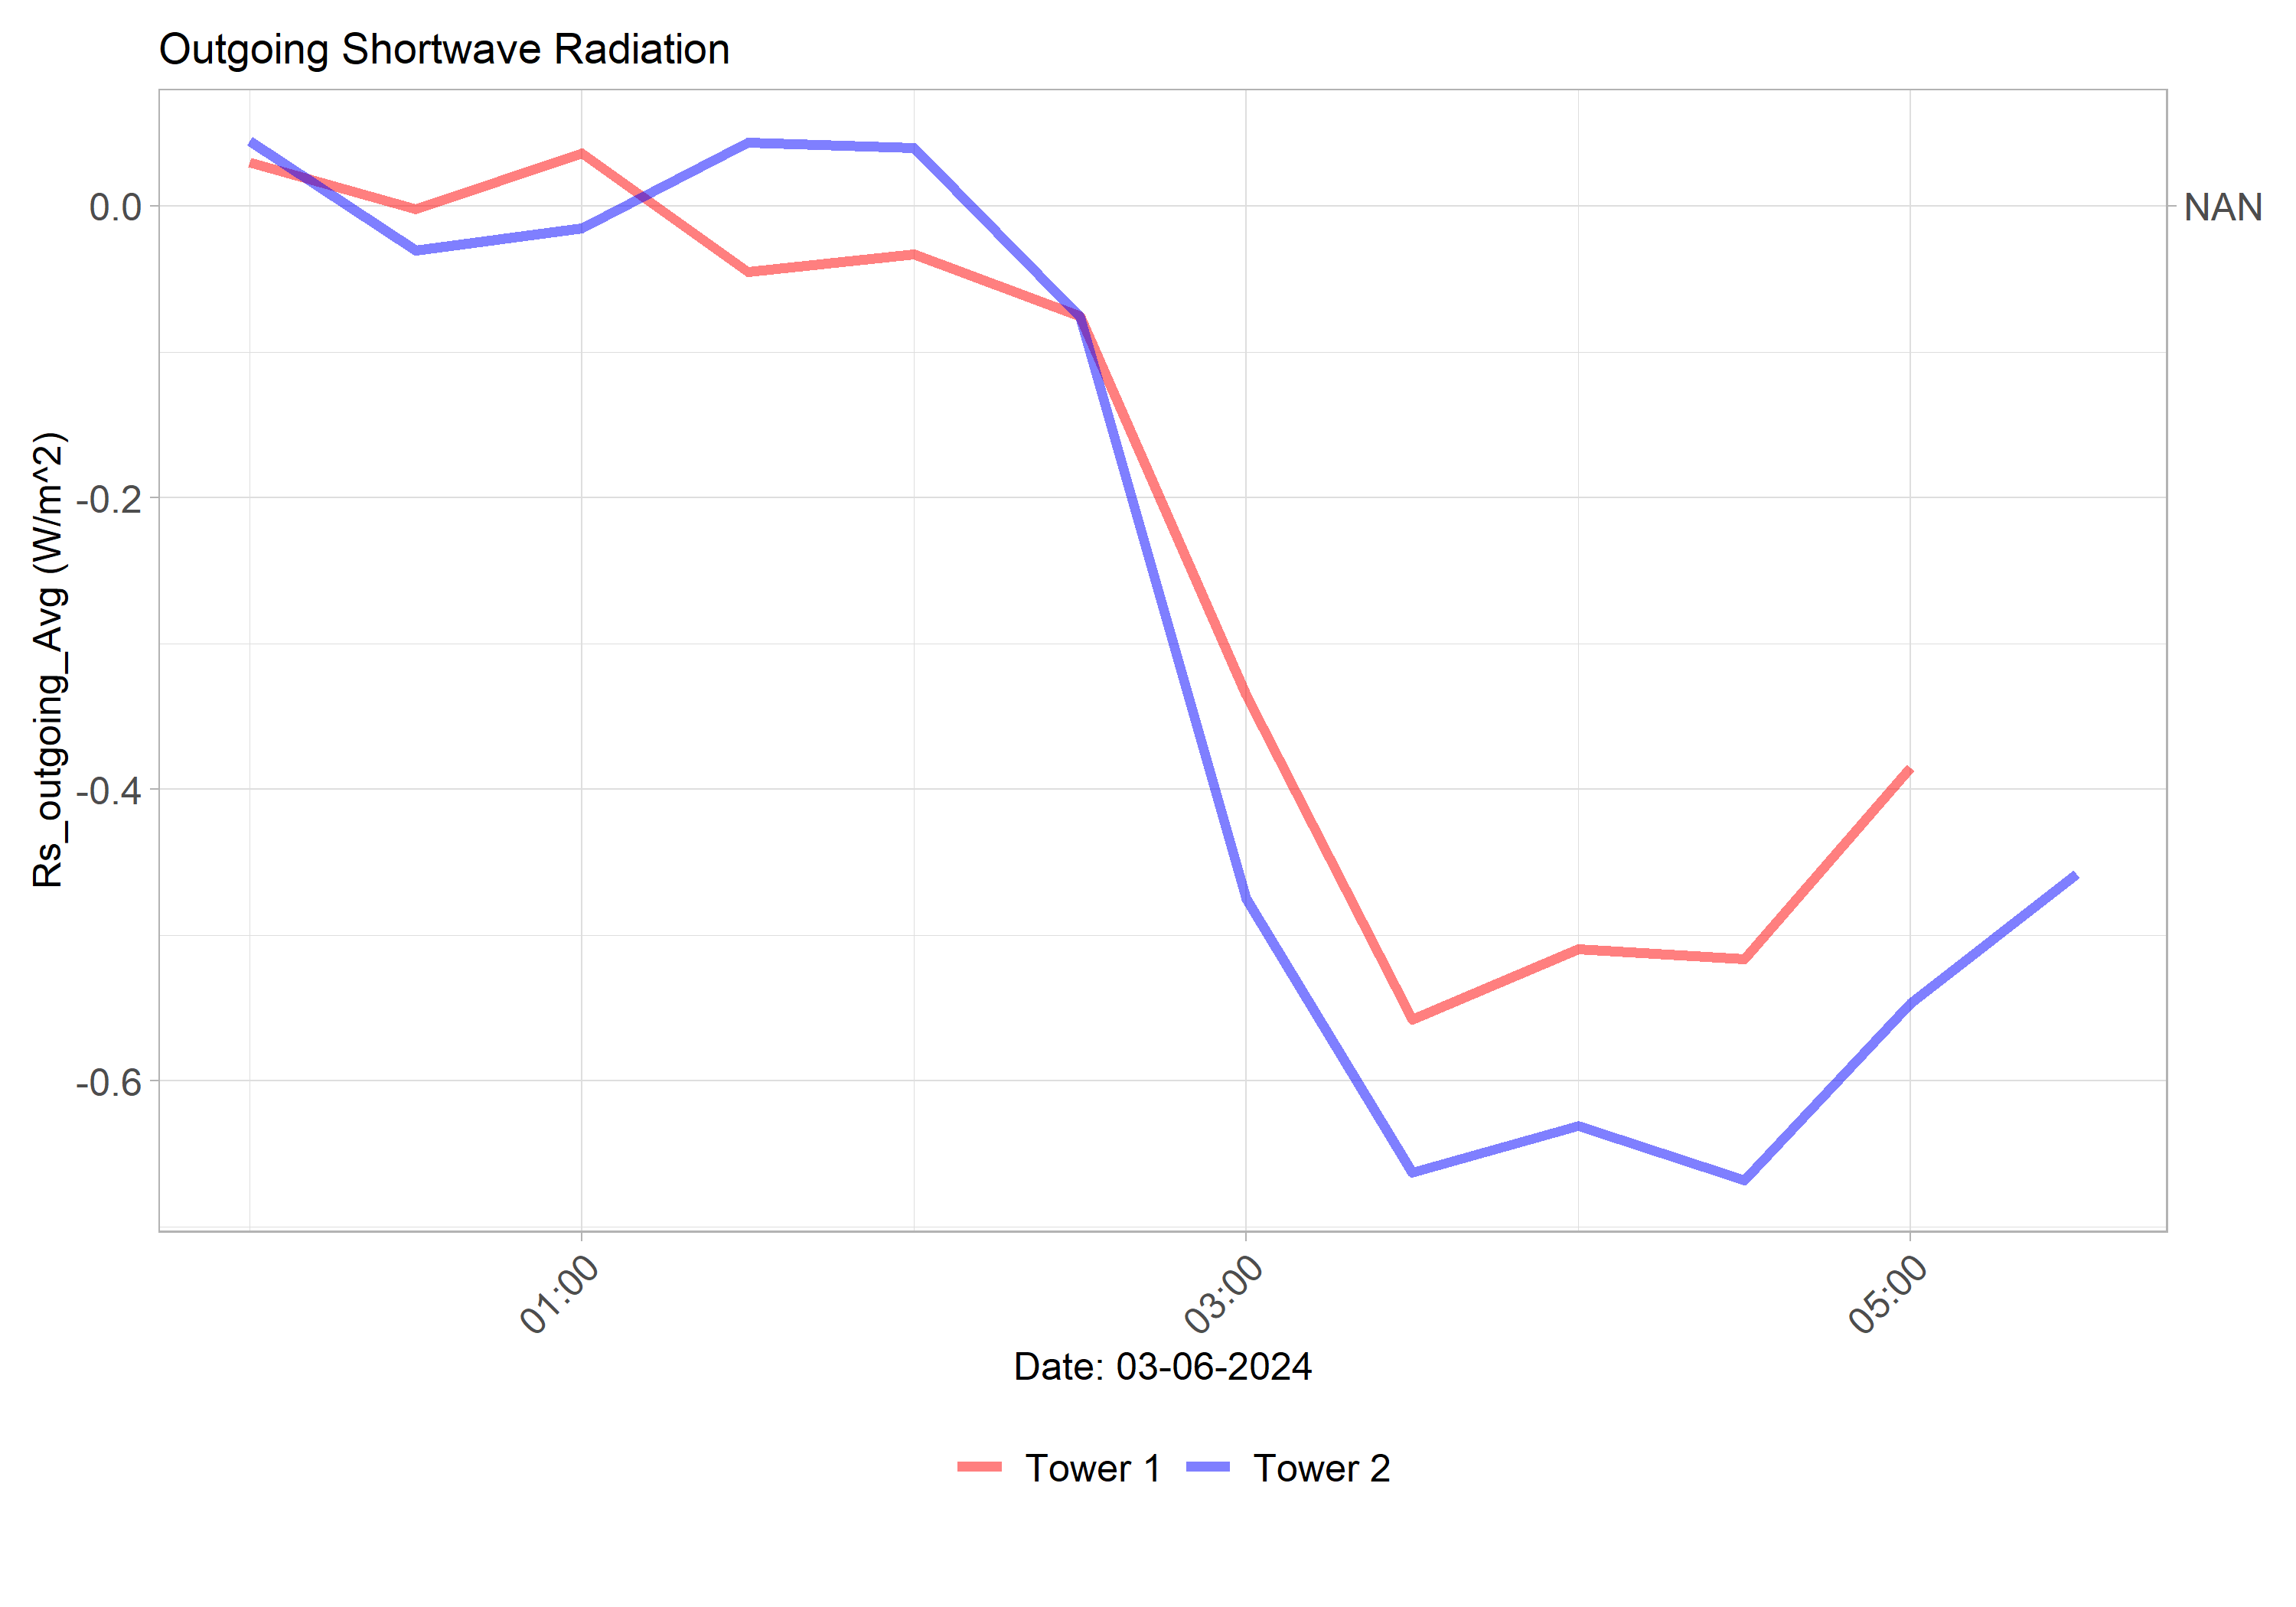 Outgoing Shortwave Radiation
Rs_outgoing_Avg (W/m^2)
0.0
-0.2
-0.4
-0.6
NAN
01:00
03:00
05:00
Date: 03-06-2024
Tower 1
Tower 2